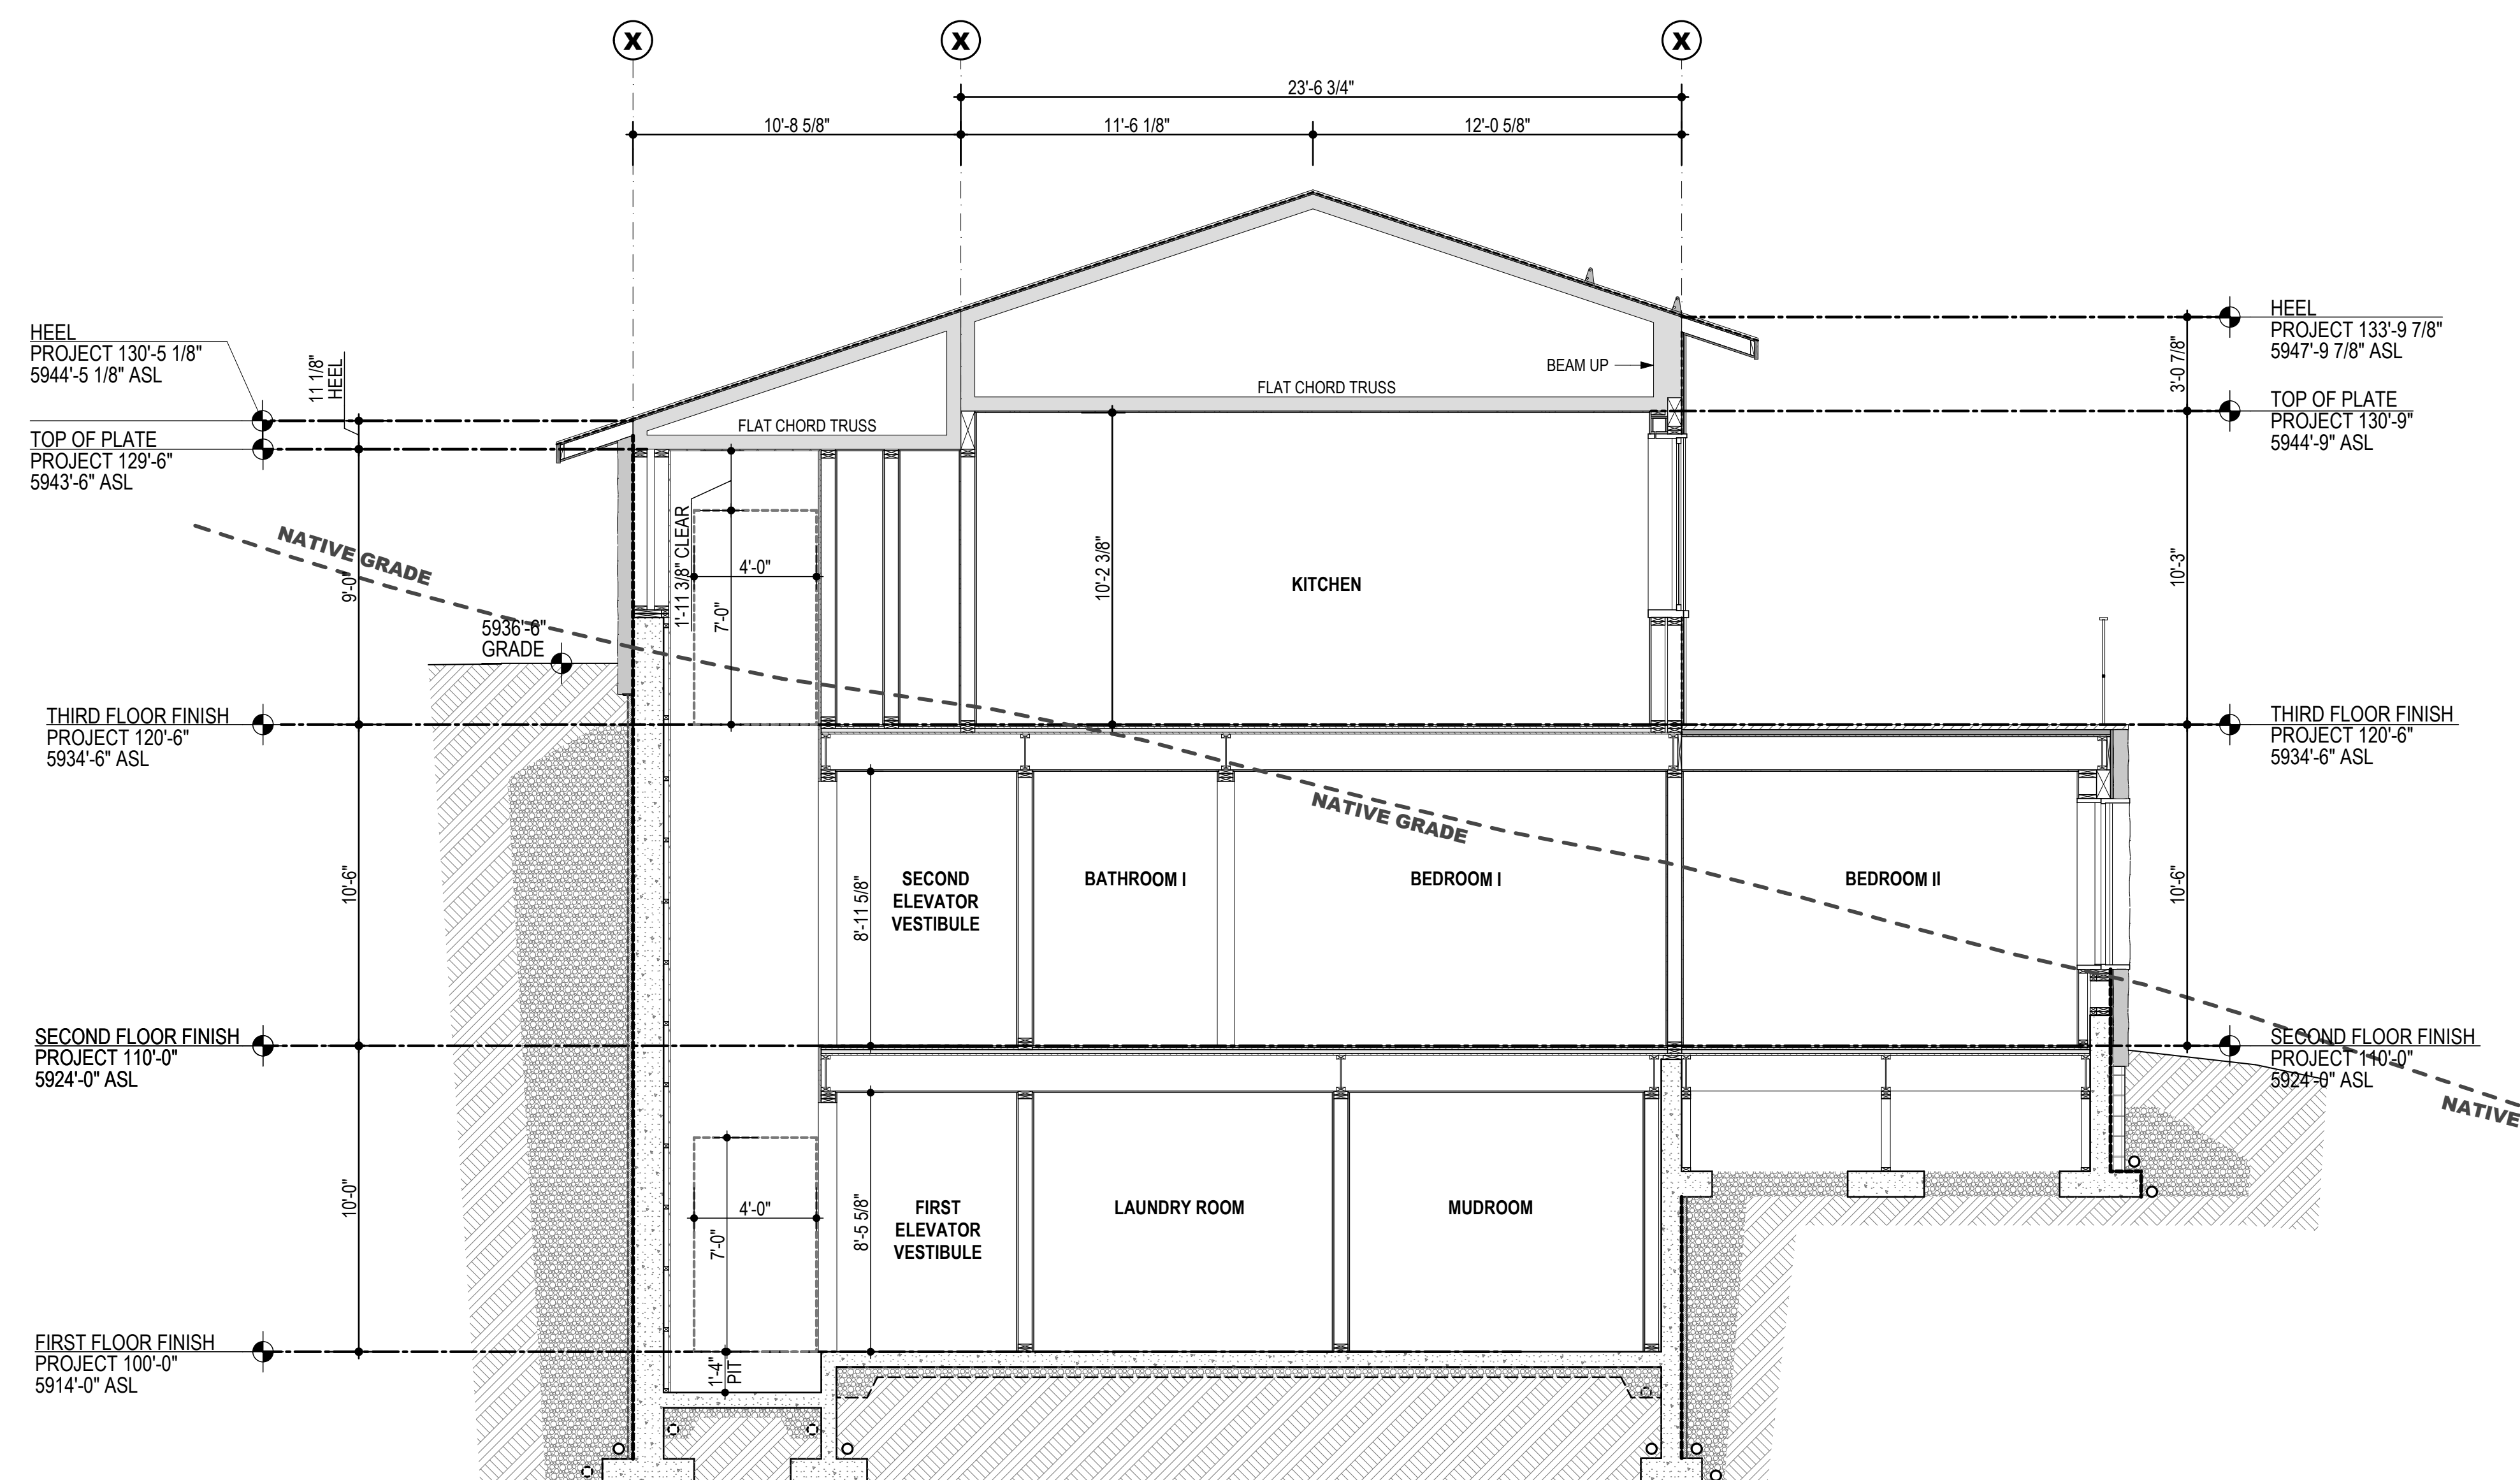 X X X
23'-6 3/4"
10'-8 5/8" 11'-6 1/8" 12'-0 5/8"
HEEL
PROJECT 130'-5 1/8"
5944'-5 1/8" ASL
11 1/8"
HEEL
TOP OF PLATE
PROJECT 129'-6"
5943'-6" ASL
HEEL
PROJECT 133'-9 7/8"
5947'-9 7/8" ASL
3'-0 7/8"
TOP OF PLATE
PROJECT 130'-9"
5944'-9" ASL
BEAM UP
FLAT CHORD TRUSS
FLAT CHORD TRUSS
NATIVE GRADE
9'-0"
5936'-6"
GRADE
1'-11 3/8" CLEAR
4'-0"
7'-0"
10'-2 3/8"
KITCHEN
10'-3"
THIRD FLOOR FINISH
PROJECT 120'-6"
5934'-6" ASL
THIRD FLOOR FINISH
PROJECT 120'-6"
5934'-6" ASL
NATIVE GRADE
10'-6"
8'-11 5/8"
SECOND
ELEVATOR
VESTIBULE
BATHROOM I
BEDROOM I
BEDROOM II
10'-6"
SECOND FLOOR FINISH
PROJECT 110'-0"
5924'-0" ASL
SECOND FLOOR FINISH
PROJECT 110'-0"
5924'-0" ASL
NATIVE
10'-0"
4'-0"
7'-0"
8'-5 5/8"
FIRST
ELEVATOR
VESTIBULE
LAUNDRY ROOM
MUDROOM
FIRST FLOOR FINISH
PROJECT 100'-0"
5914'-0" ASL
1'-4"
PIT